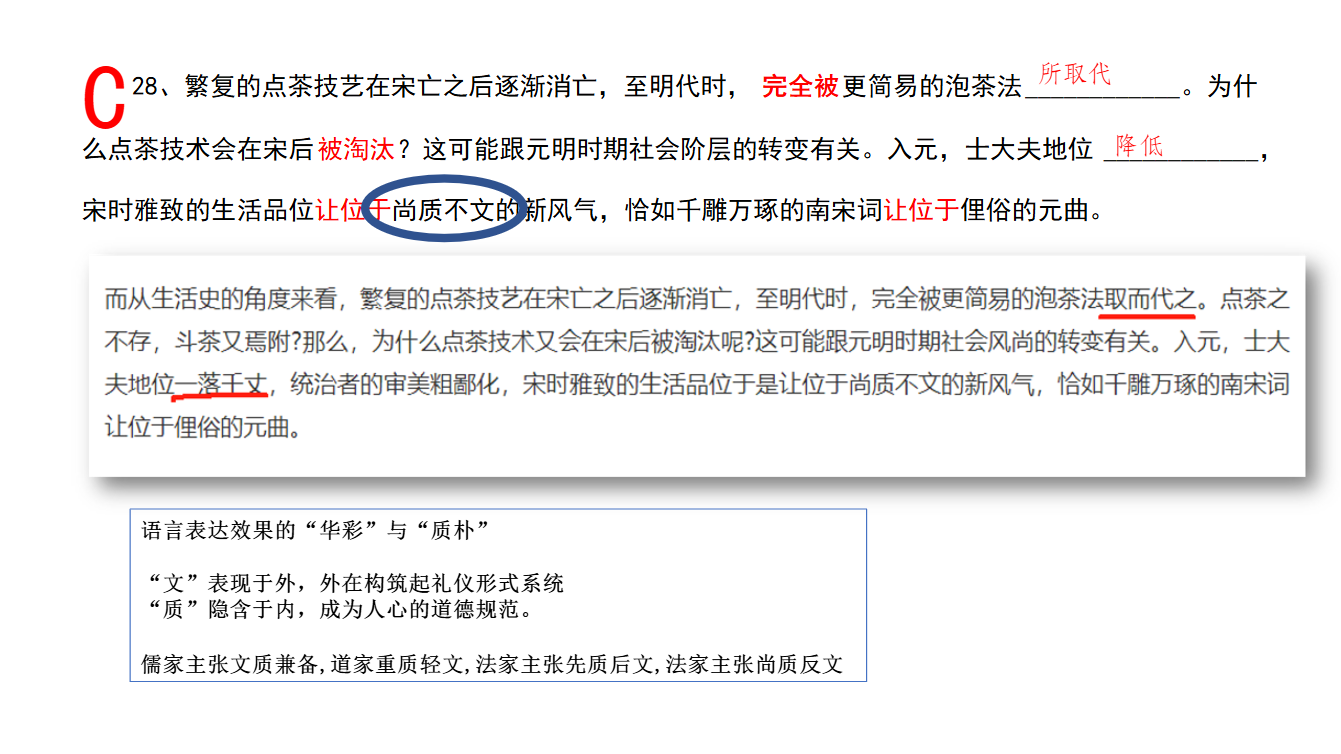 C 28、繁复的点茶技艺在宋亡之后逐渐消亡，至明代时， 完全被更简易的泡茶法____所取代____。为什
么点茶技术会在宋后被淘汰？这可能跟元明时期社会阶层的转变有关。入元，士大夫地位 ____降低____，
宋时雅致的生活品位让位于尚质不文的新风气，恰如千雕万琢的南宋词让位于俚俗的元曲。
而从生活史的角度来看，繁复的点茶技艺在宋亡之后逐渐消亡，至明代时，完全被更简易的泡茶法取而代之。点茶之
不存，斗茶又焉附?那么，为什么点茶技术又会在宋后被淘汰呢?这可能跟元明时期社会风尚的转变有关。入元，士大
夫地位一落千丈，统治者的审美粗鄙化，宋时雅致的生活品位于是让位于尚质不文的新风气，恰如千雕万琢的南宋词
让位于俚俗的元曲。
语言表达效果的“华彩”与“质朴”
“文”表现于外，外在构筑起礼仪形式系统
“质”隐含于内，成为人心的道德规范。
儒家主张文质兼备,道家重质轻文,法家主张先质后文,法家主张尚质反文